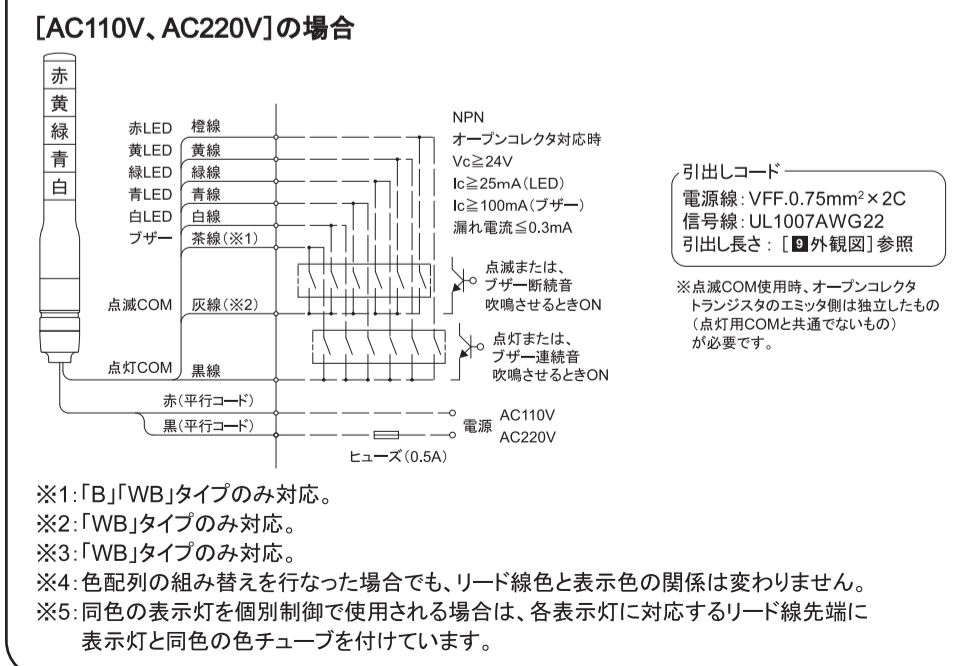 [AC110V、AC220V]の場合
赤
黄
緑
青
白
赤LED 橙線
黄LED 黄線
緑LED 緑線
青LED 青線
白LED 白線
ブザー 茶線(※1)
点滅COM 灰線(※2)
点灯COM 黒線
赤(平行コード)
黒(平行コード)
NPN
オープンコレクタ対応時
Vc≧24V
Ic≧25mA(LED)
Ic≧100mA(ブザー)
漏れ電流≦0.3mA
点滅または、
ブザー断続音
吹鳴させるときON
点灯または、
ブザー連続音
吹鳴させるときON
電源
AC110V
AC220V
ヒューズ(0.5A)
引出しコード
電源線:VFF.0.75mm²×2C
信号線:UL1007AWG22
引出し長さ:[9外観図]参照
※点滅COM使用時、オープンコレクタ
トランジスタのエミッタ側は独立したもの
(点灯用COMと共通でないもの)
が必要です。
※1:「B」「WB」タイプのみ対応。
※2:「WB」タイプのみ対応。
※3:「WB」タイプのみ対応。
※4:色配列の組み替えを行なった場合でも、リード線色と表示色の関係は変わりません。
※5:同色の表示灯を個別制御で使用される場合は、各表示灯に対応するリード線先端に
表示灯と同色の色チューブを付けています。